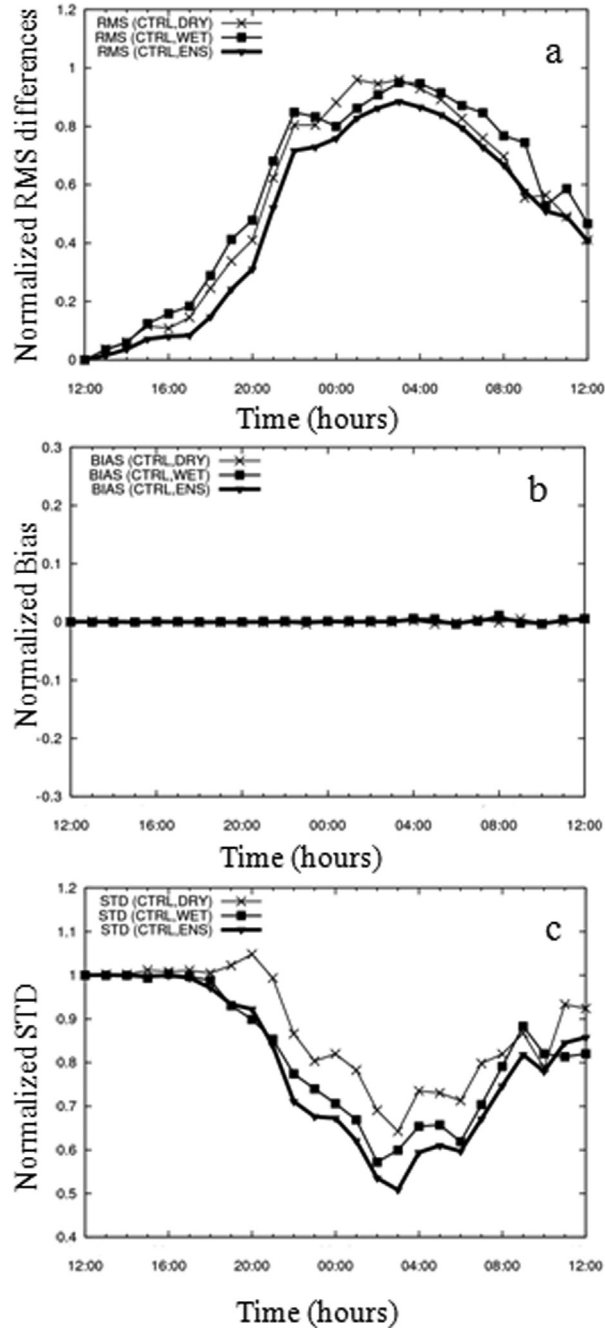 Normalized RMS differences
1.2
1
0.8
0.6
0.4
0.2
0
RMS (CTRL,DRY)
RMS (CTRL,WET)
RMS (CTRL,ENS)
a
12:00 16:00 20:00 00:00 04:00 08:00 12:00
Time (hours)
Normalized Bias
0.3
0.2
0.1
0
-0.1
-0.2
-0.3
BIAS (CTRL,DRY)
BIAS (CTRL,WET)
BIAS (CTRL,ENS)
b
12:00 16:00 20:00 00:00 04:00 08:00 12:00
Time (hours)
Normalized STD
1.2
1.1
1
0.9
0.8
0.7
0.6
0.5
0.4
STD (CTRL,DRY)
STD (CTRL,WET)
STD (CTRL,ENS)
c
12:00 16:00 20:00 00:00 04:00 08:00 12:00
Time (hours)